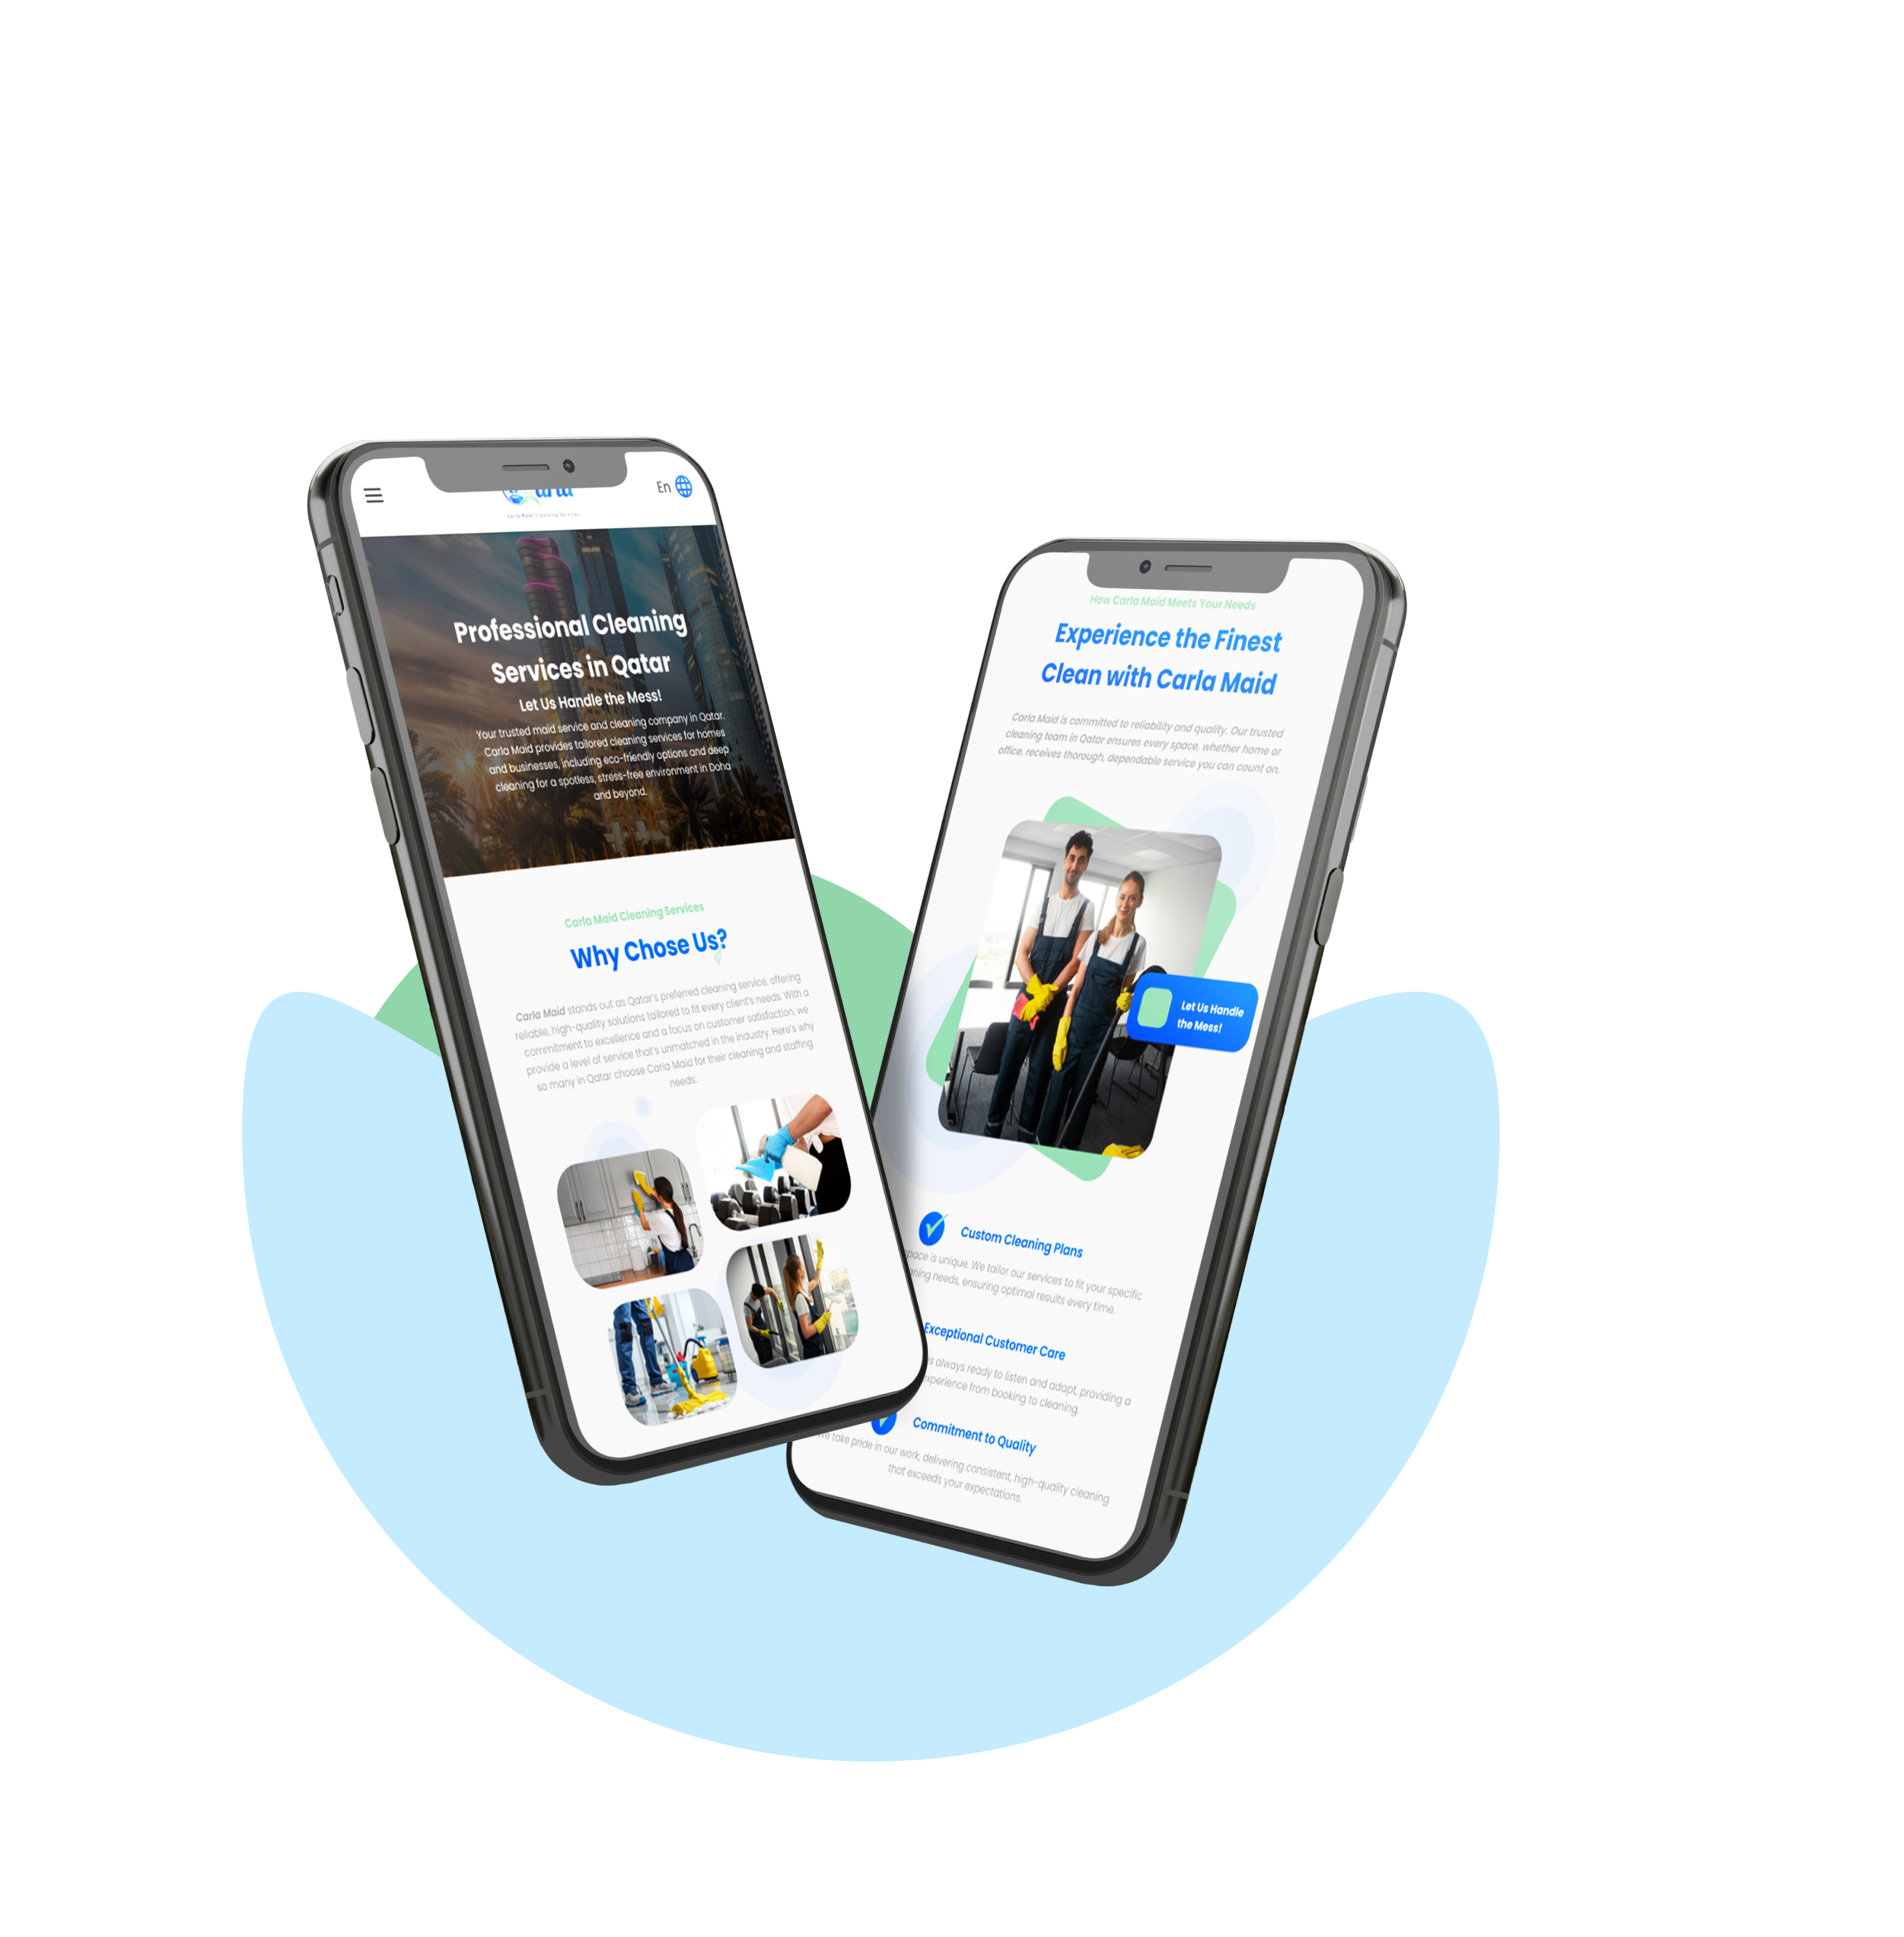 En
arla
Carla Maid Cleaning Services
Professional Cleaning
Services in Qatar
Let Us Handle the Mess!
Your trusted maid service and cleaning company in Qatar.
Carla Maid provides tailored cleaning services for homes
and businesses, including eco-friendly options and deep
cleaning for a spotless, stress-free environment in Doha
and beyond.
Carla Maid Cleaning Services
Why Chose Us?
Carla Maid stands out as Qatar's preferred cleaning service, offering
reliable, high-quality solutions tailored to fit every client's needs. With a
commitment to excellence and a focus on customer satisfaction, we
provide a level of service that's unmatched in the industry. Here's why
so many in Qatar choose Carla Maid for their cleaning and staffing
needs:
How Carla Maid Meets Your Needs
Experience the Finest
Clean with Carla Maid
Carla Maid is committed to reliability and quality. Our trusted
cleaning team in Qatar ensures every space, whether home or
office, receives thorough, dependable service you can count on.
Let Us Handle
the Mess!
Custom Cleaning Plans
space is unique. We tailor our services to fit your specific
needs, ensuring optimal results every time.
Exceptional Customer Care
always ready to listen and adapt, providing a
experience from booking to cleaning.
Commitment to Quality
We take pride in our work, delivering consistent, high-quality cleaning
that exceeds your expectations.